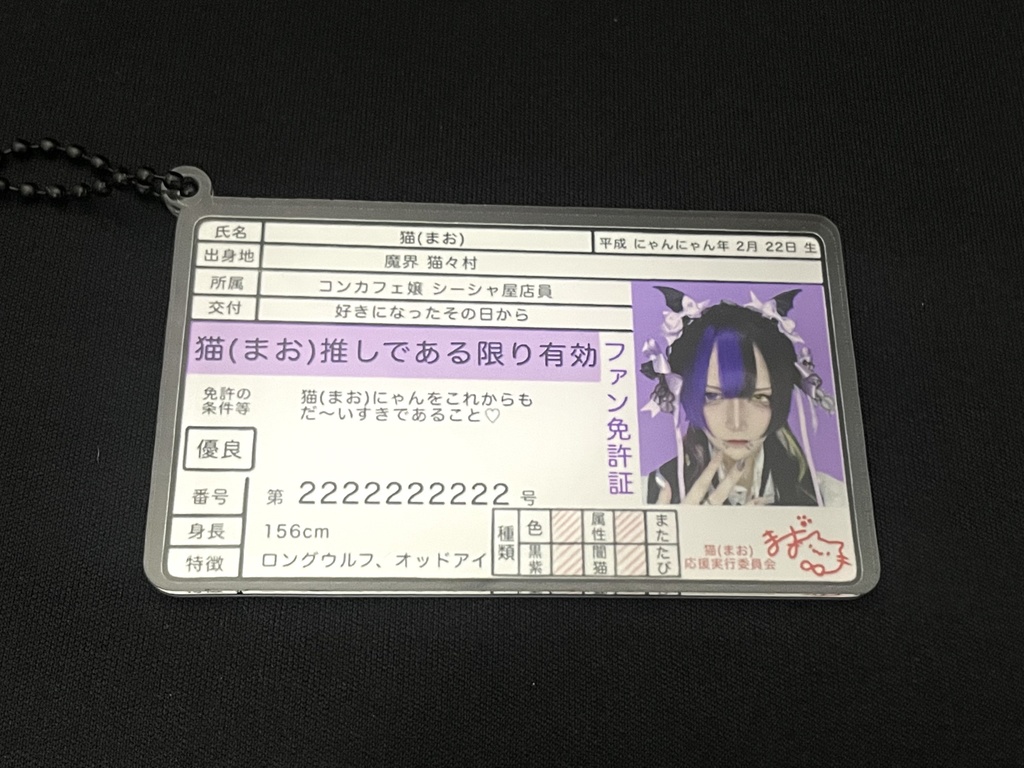 氏名 猫(まお) 平成 にゃんにゃん年 2月 22日 生
出身地 魔界 猫々村
所属 コンカフェ嬢 シーシャ屋店員
交付 好きになったその日から
猫(まお)推しである限り有効
ファン免許証
免許の
条件等
猫(まお)にゃんをこれからも
だ〜いすきであること♡
優良
番号 第 2222222222 号
身長 156cm
特徴 ロングウルフ、オッドアイ
種類
色 属性
黒紫 闇猫
またたび
猫(まお)
応援実行委員会
まお